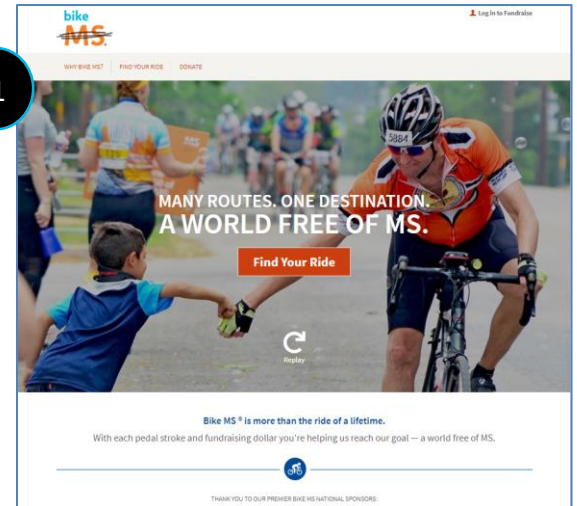 bike
MS.
Log in to Fundraise
WHY BIKE MS?
FIND YOUR RIDE
DONATE
1
5884
MANY ROUTES. ONE DESTINATION.
A WORLD FREE OF MS.
Find Your Ride
Replay
Bike MS ® is more than the ride of a lifetime.
With each pedal stroke and fundraising dollar you're helping us reach our goal — a world free of MS.
THANK YOU TO OUR PREMIER BIKE MS NATIONAL SPONSORS: